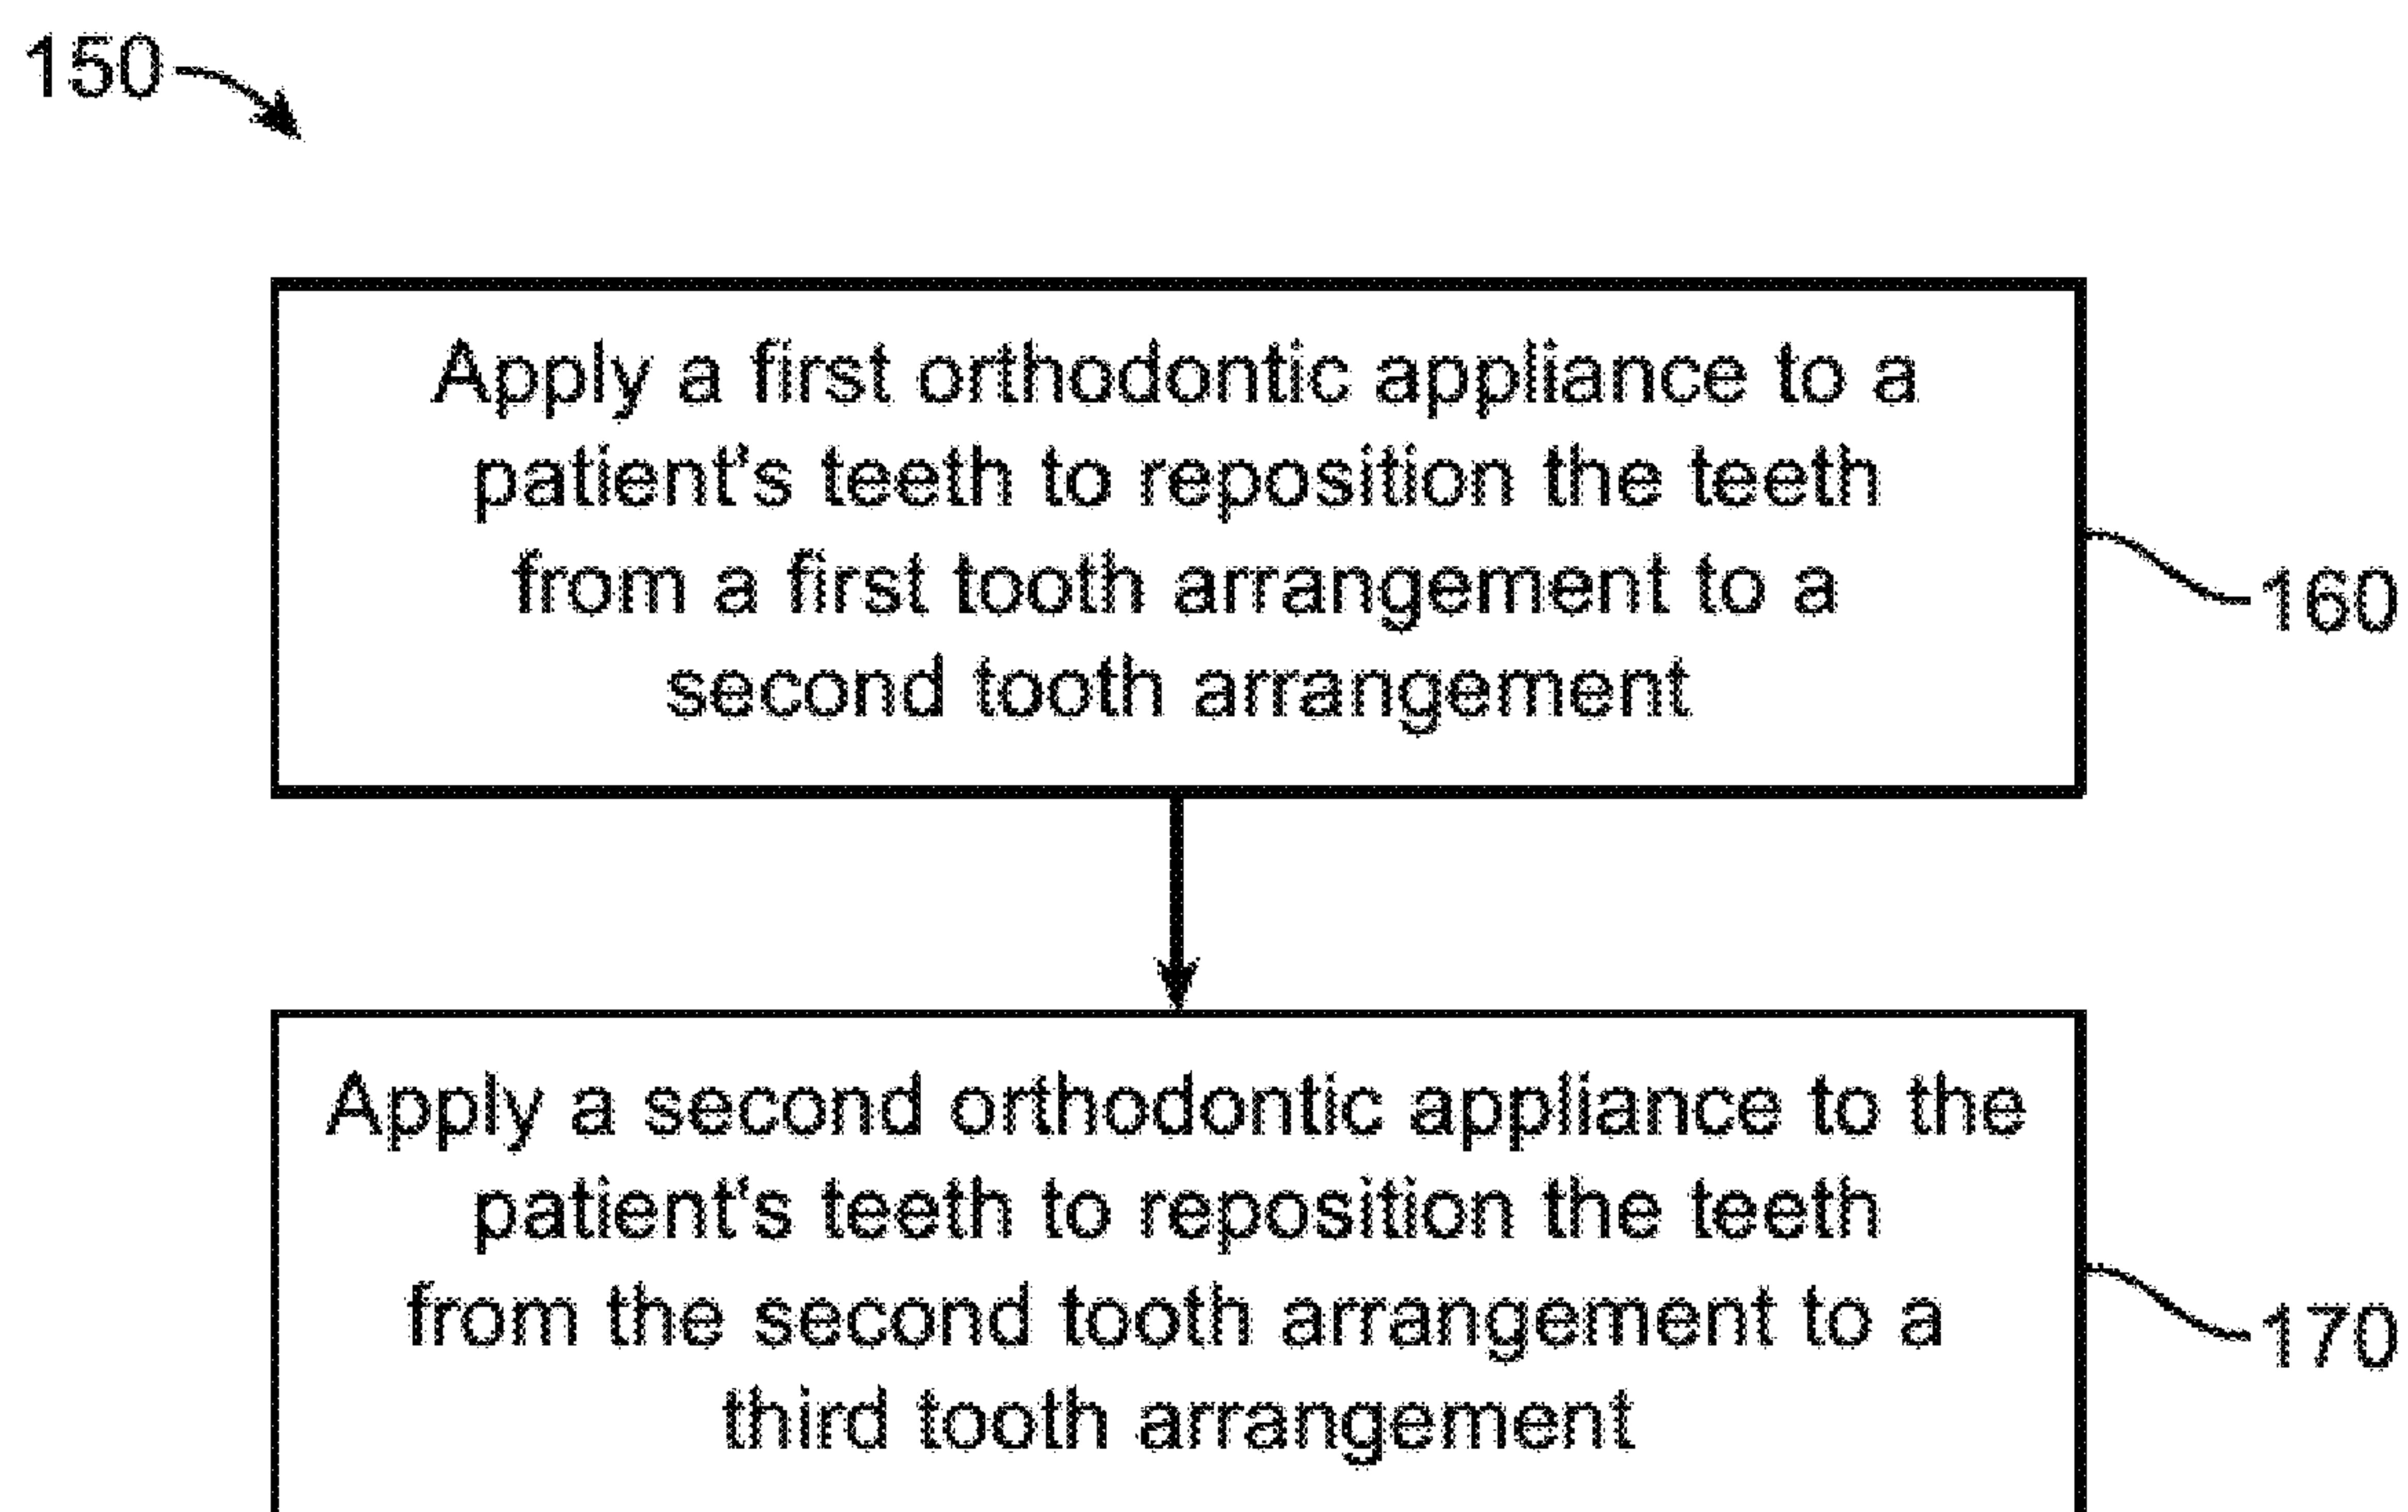 150
Apply a first orthodontic appliance to a
patient's teeth to reposition the teeth
from a first tooth arrangement to a
second tooth arrangement
160
Apply a second orthodontic appliance to the
patient's teeth to reposition the teeth
from the second tooth arrangement to a
third tooth arrangement
170